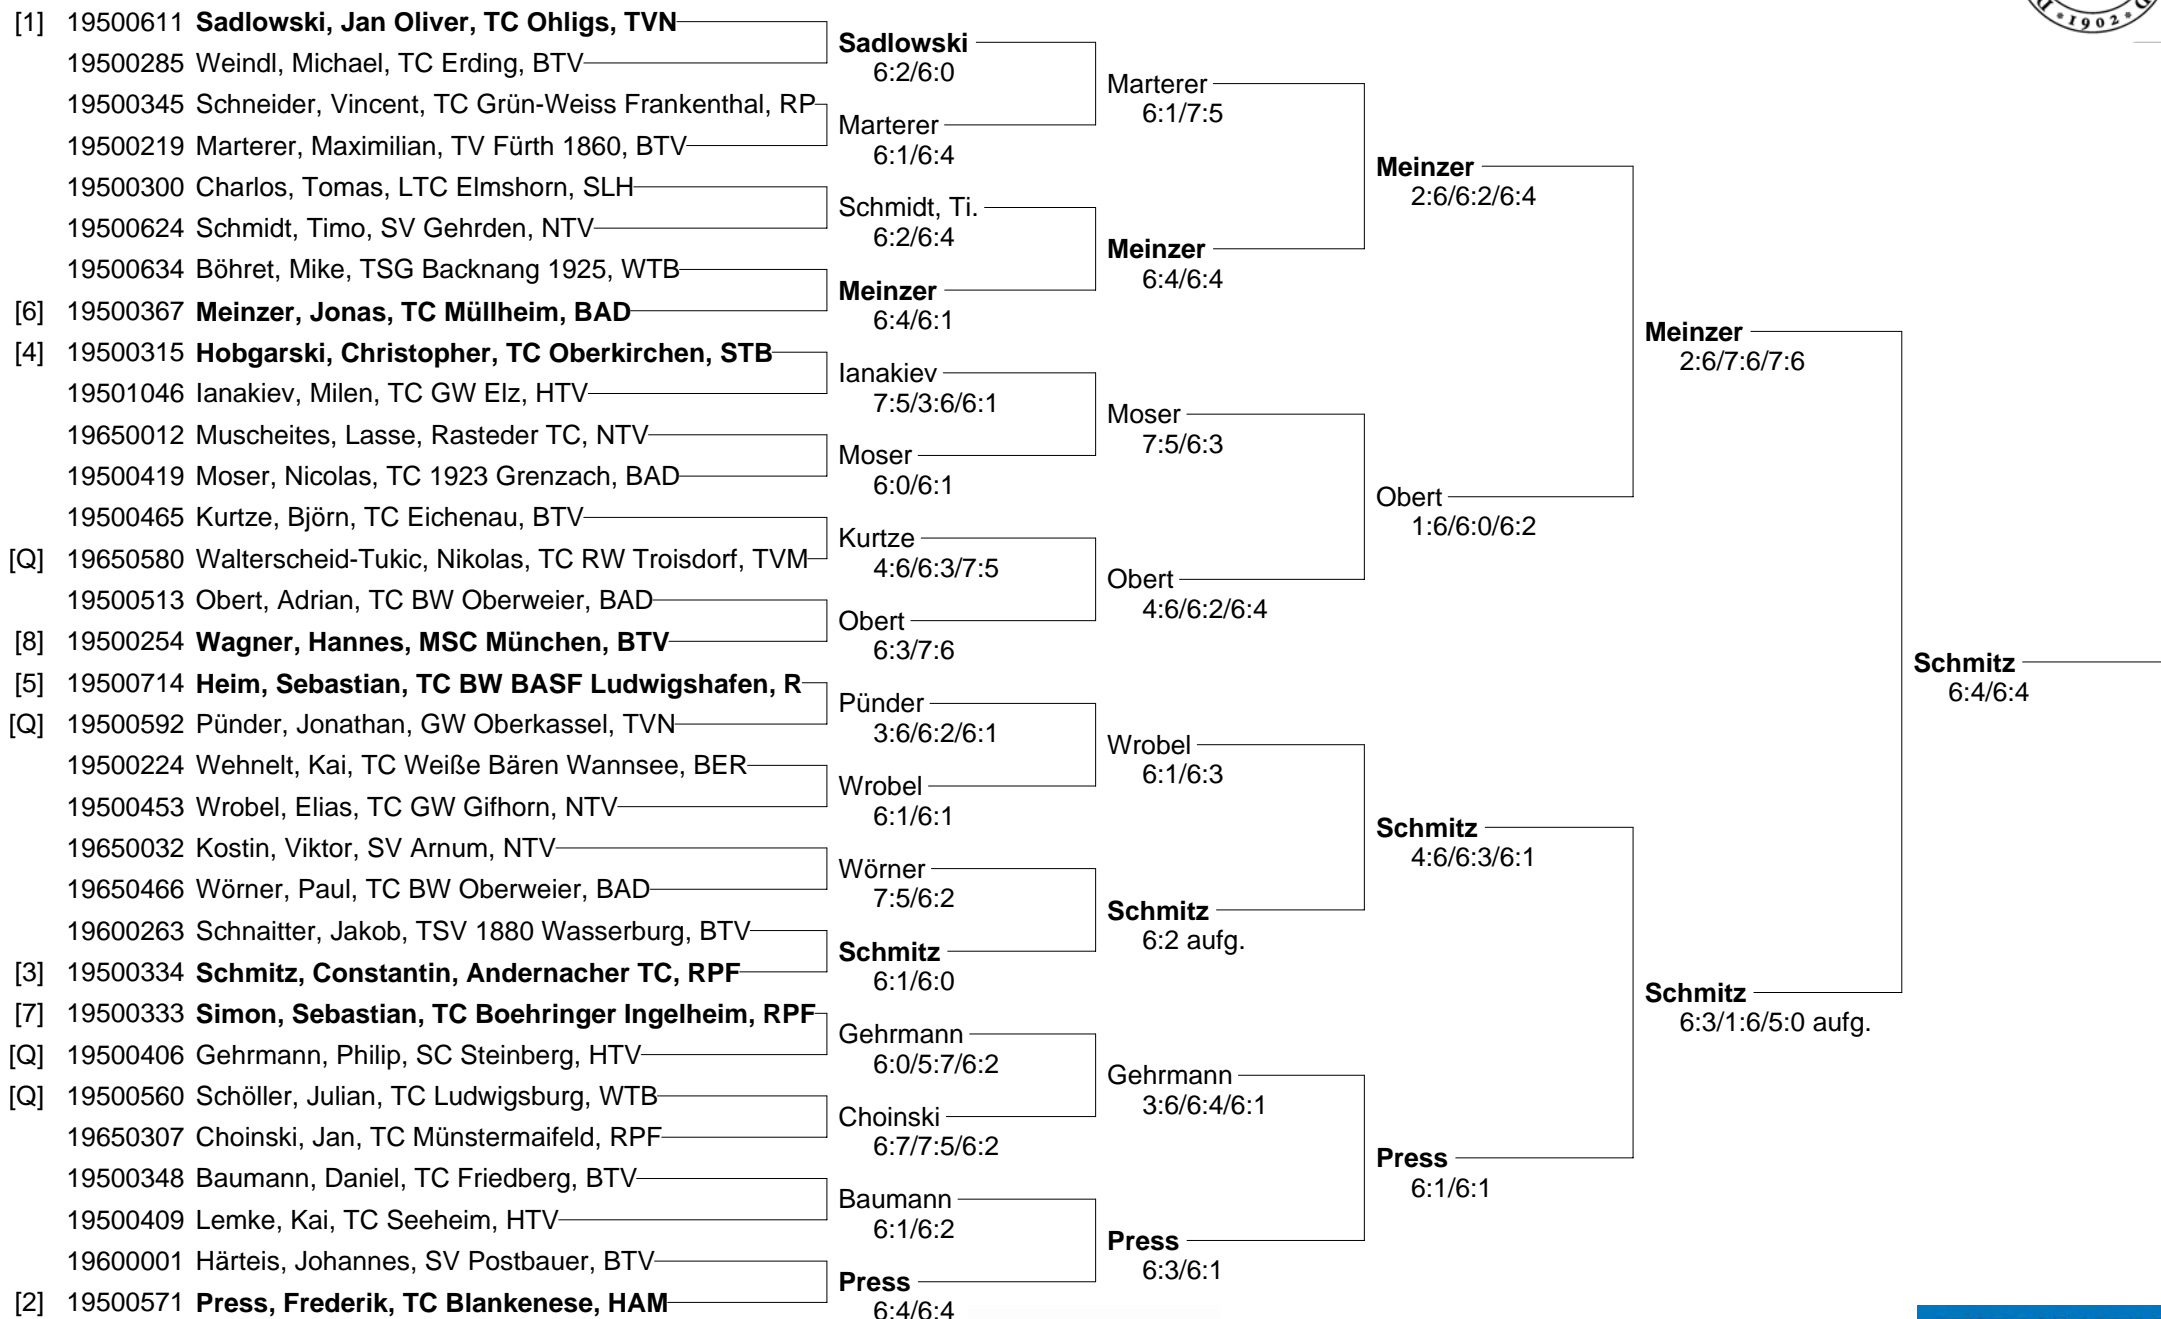 [1] 19500611 Sadlowski, Jan Oliver, TC Ohligs, TVN
19500285 Weindl, Michael, TC Erding, BTV
19500345 Schneider, Vincent, TC Grün-Weiss Frankenthal, RP
19500219 Marterer, Maximilian, TV Fürth 1860, BTV
19500300 Charlos, Tomas, LTC Elmshorn, SLH
19500624 Schmidt, Timo, SV Gehrden, NTV
19500634 Böhret, Mike, TSG Backnang 1925, WTB
[6] 19500367 Meinzer, Jonas, TC Müllheim, BAD
[4] 19500315 Hobgarski, Christopher, TC Oberkirchen, STB
19501046 Ianakiev, Milen, TC GW Elz, HTV
19650012 Muscheites, Lasse, Rasteder TC, NTV
19500419 Moser, Nicolas, TC 1923 Grenzach, BAD
19500465 Kurtze, Björn, TC Eichenau, BTV
[Q] 19650580 Walterscheid-Tukic, Nikolas, TC RW Troisdorf, TVM
19500513 Obert, Adrian, TC BW Oberweier, BAD
[8] 19500254 Wagner, Hannes, MSC München, BTV
[5] 19500714 Heim, Sebastian, TC BW BASF Ludwigshafen, R
[Q] 19500592 Pünder, Jonathan, GW Oberkassel, TVN
19500224 Wehnelt, Kai, TC Weiße Bären Wannsee, BER
19500453 Wrobel, Elias, TC GW Gifhorn, NTV
19650032 Kostin, Viktor, SV Arnum, NTV
19650466 Wörner, Paul, TC BW Oberweier, BAD
19600263 Schnaitter, Jakob, TSV 1880 Wasserburg, BTV
[3] 19500334 Schmitz, Constantin, Andernacher TC, RPF
[7] 19500333 Simon, Sebastian, TC Boehringer Ingelheim, RPF
[Q] 19500406 Gehrmann, Philip, SC Steinberg, HTV
[Q] 19500560 Schöller, Julian, TC Ludwigsburg, WTB
19650307 Choinski, Jan, TC Münstermaifeld, RPF
19500348 Baumann, Daniel, TC Friedberg, BTV
19500409 Lemke, Kai, TC Seeheim, HTV
19600001 Härteis, Johannes, SV Postbauer, BTV
[2] 19500571 Press, Frederik, TC Blankenese, HAM
Sadlowski
6:2/6:0
Marterer
6:1/6:4
Schmidt, Ti.
6:2/6:4
Meinzer
6:4/6:1
Ianakiev
7:5/3:6/6:1
Moser
6:0/6:1
Kurtze
4:6/6:3/7:5
Obert
6:3/7:6
Pünder
3:6/6:2/6:1
Wrobel
6:1/6:1
Wörner
7:5/6:2
Schmitz
6:1/6:0
Gehrmann
6:0/5:7/6:2
Choinski
6:7/7:5/6:2
Baumann
6:1/6:2
Press
6:4/6:4
Marterer
6:1/7:5
Meinzer
6:4/6:4
Moser
7:5/6:3
Obert
4:6/6:2/6:4
Wrobel
6:1/6:3
Schmitz
6:2 aufg.
Gehrmann
3:6/6:4/6:1
Press
6:3/6:1
Meinzer
2:6/6:2/6:4
Obert
1:6/6:0/6:2
Schmitz
4:6/6:3/6:1
Press
6:1/6:1
Meinzer
2:6/7:6/7:6
Schmitz
6:3/1:6/5:0 aufg.
Schmitz
6:4/6:4
1902